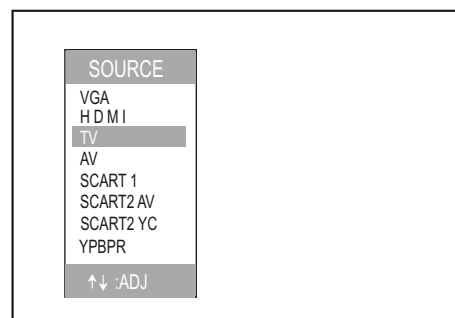 SOURCE
VGA
H D M I
TV
AV
SCART 1
SCART2 AV
SCART2 YC
YPBPR
↑↓ :ADJ